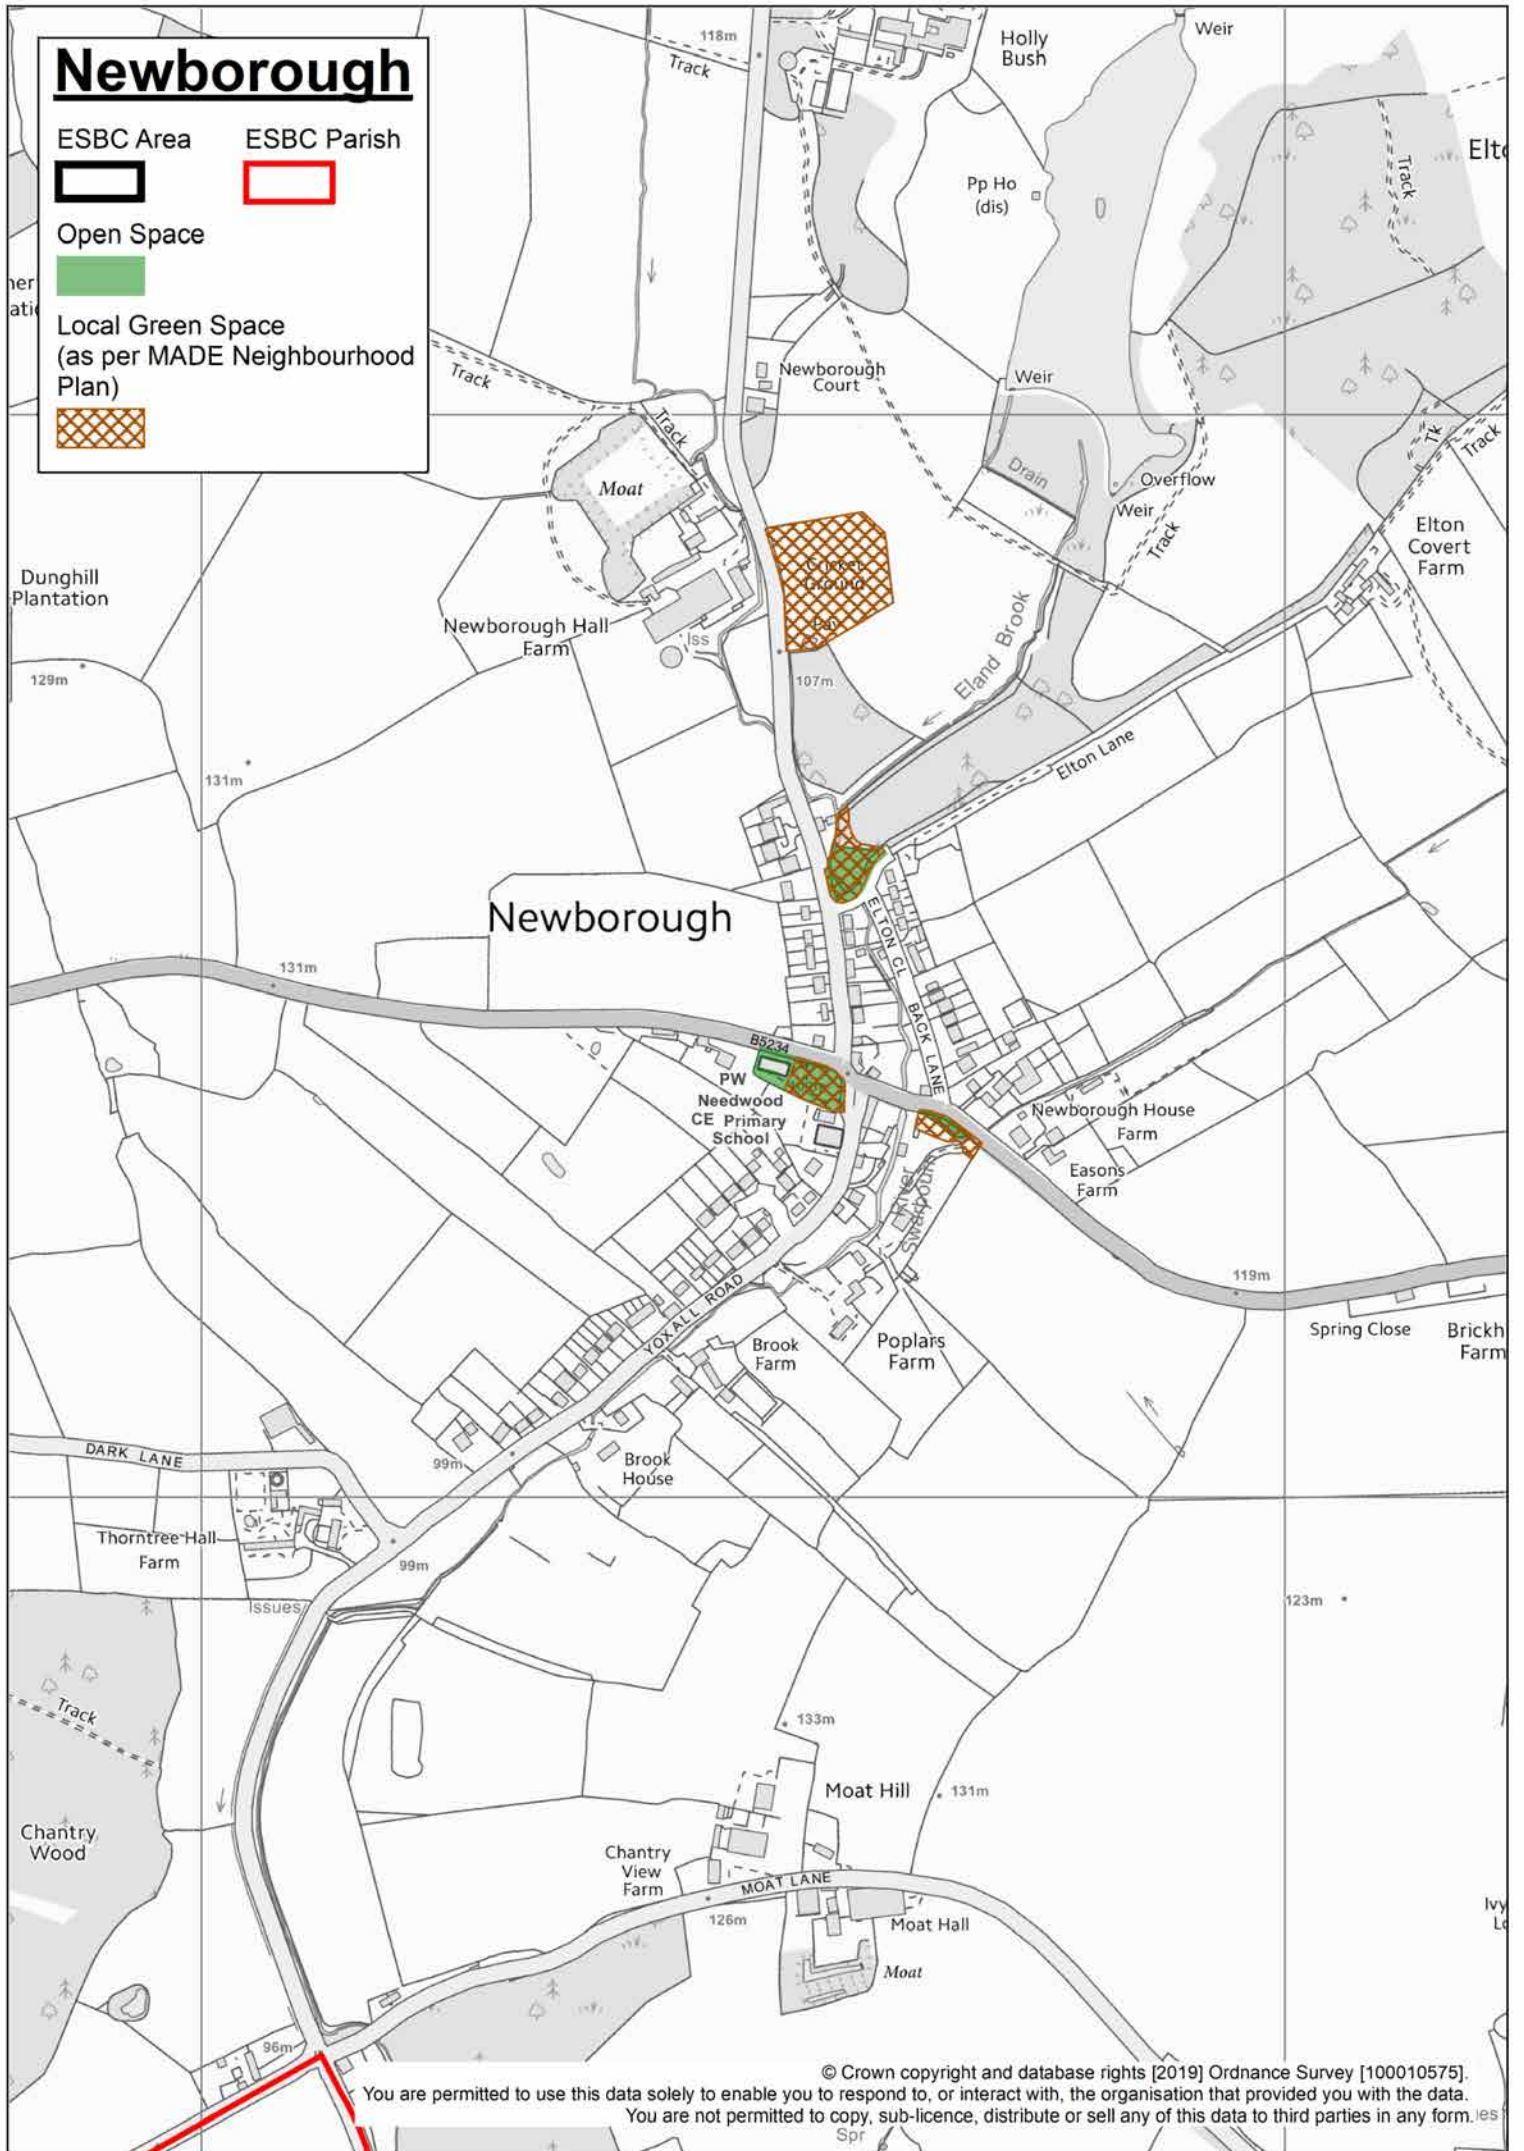 Newborough
ESBC Area
ESBC Parish
Open Space
Local Green Space
(as per MADE Neighbourhood
Plan)
118m
Track
Holly
Bush
Weir
Pp Ho
(dis)
Track
Track
Newborough
Court
Weir
Track
Moat
Drain
Overflow
Weir
Track
Tk
Track
Elton
Covert
Farm
Dunghill
Plantation
Cricket
Ground
Newborough Hall
Farm
Iss
Eland Brook
129m
107m
131m
Elton Lane
Newborough
ELTON CL
131m
BACK LANE
B5234
PW
Needwood
CE Primary
School
Newborough House
Farm
Easons
Farm
River
Swarbourn
119m
Spring Close
YOXALL ROAD
Brook
Farm
Poplars
Farm
DARK LANE
99m
Brook
House
Thorntree Hall
Farm
99m
Issues
123m
Track
133m
Moat Hill
131m
Chantry
Wood
Chantry
View
Farm
MOAT LANE
126m
Moat Hall
Moat
96m
© Crown copyright and database rights [2019] Ordnance Survey [100010575].
You are permitted to use this data solely to enable you to respond to, or interact with, the organisation that provided you with the data.
You are not permitted to copy, sub-licence, distribute or sell any of this data to third parties in any form.
Spr